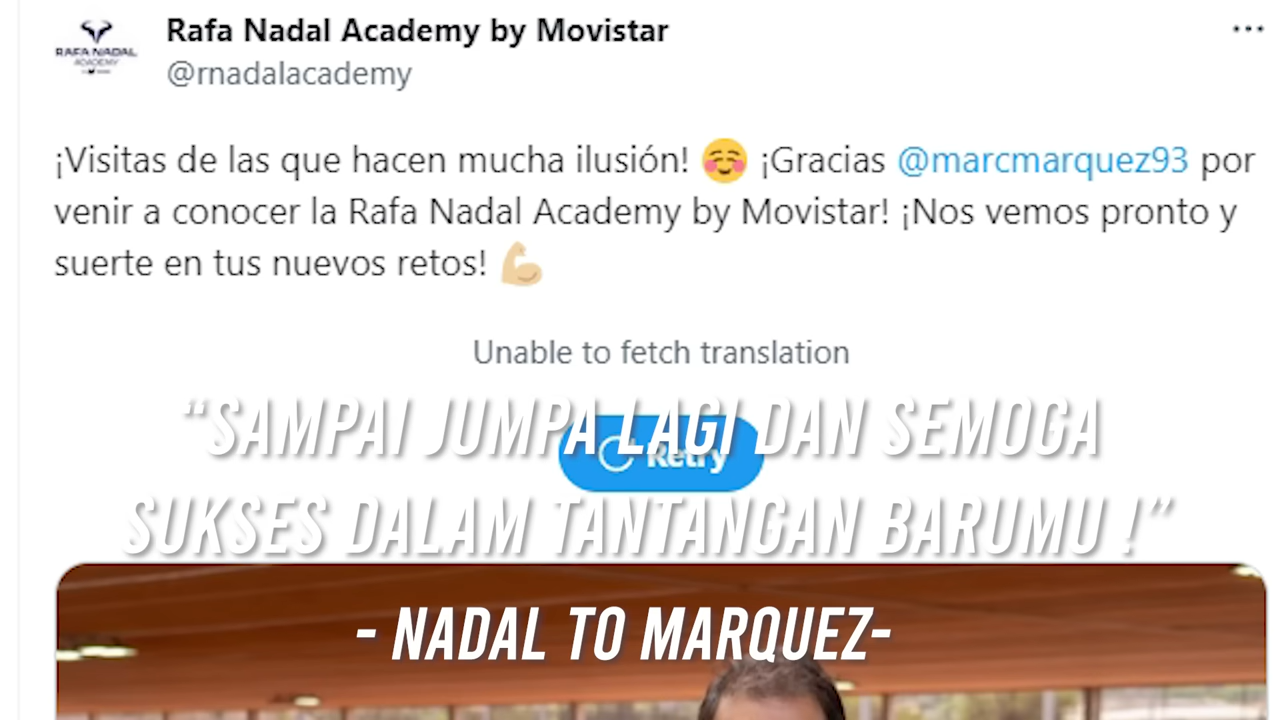 RAFA NADAL
ACADEMY
Rafa Nadal Academy by Movistar
@rnadalacademy
¡Visitas de las que hacen mucha ilusión! ☺️ ¡Gracias @marcmarquez93 por
venir a conocer la Rafa Nadal Academy by Movistar! ¡Nos vemos pronto y
suerte en tus nuevos retos! 💪🏼
Unable to fetch translation
Retry
“SAMPAI JUMPA LAGI DAN SEMOGA
SUKSES DALAM TANTANGAN BARUMU !”
- NADAL TO MARQUEZ-